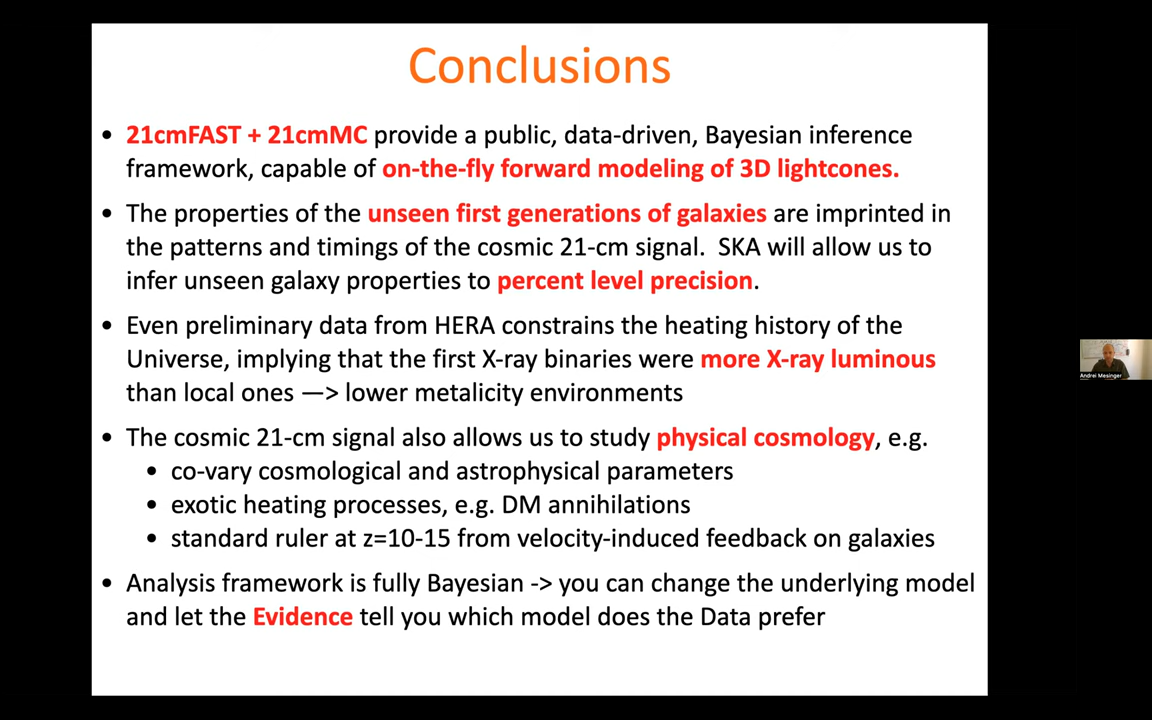 Conclusions
• 21cmFAST + 21cmMC provide a public, data-driven, Bayesian inference
framework, capable of on-the-fly forward modeling of 3D lightcones.
• The properties of the unseen first generations of galaxies are imprinted in
the patterns and timings of the cosmic 21-cm signal.  SKA will allow us to
infer unseen galaxy properties to percent level precision.
• Even preliminary data from HERA constrains the heating history of the
Universe, implying that the first X-ray binaries were more X-ray luminous
than local ones —> lower metalicity environments
• The cosmic 21-cm signal also allows us to study physical cosmology, e.g.
• co-vary cosmological and astrophysical parameters
• exotic heating processes, e.g. DM annihilations
• standard ruler at z=10-15 from velocity-induced feedback on galaxies
• Analysis framework is fully Bayesian -> you can change the underlying model
and let the Evidence tell you which model does the Data prefer
Andrei Mesinger